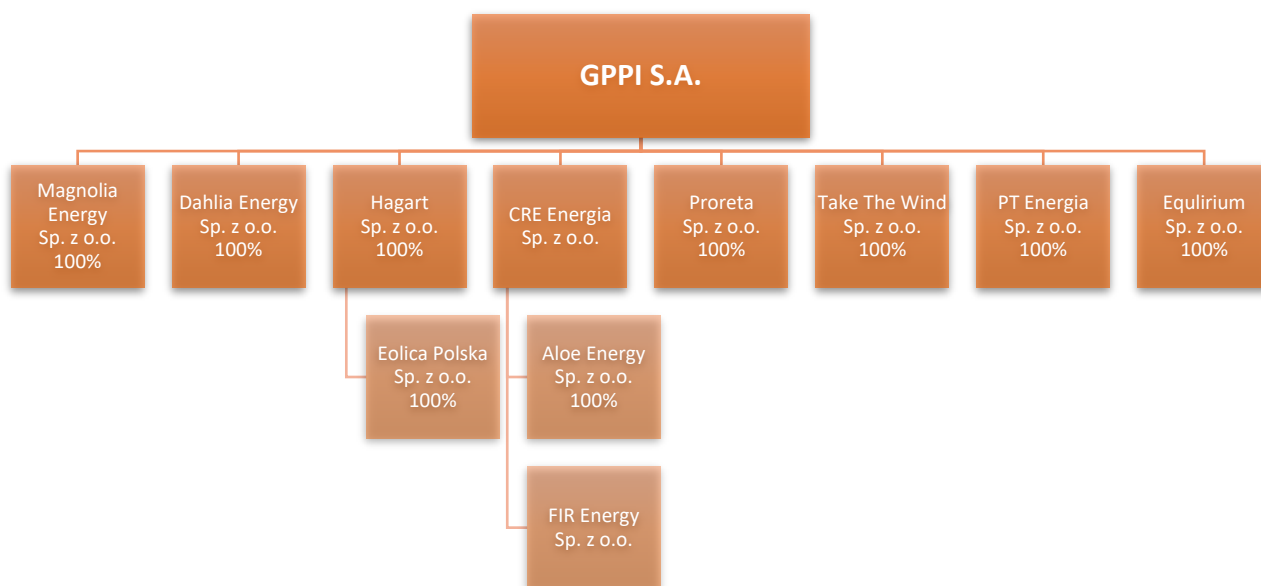 GPPI S.A.
Magnolia
Energy
Sp. z o.o.
100%
Dahlia Energy
Sp. z o.o.
100%
Hagart
Sp. z o.o.
100%
CRE Energia
Sp. z o.o.
Proreta
Sp. z o.o.
100%
Take The Wind
Sp. z o.o.
100%
PT Energia
Sp. z o.o.
100%
Equlirium
Sp. z o.o.
100%
Eolica Polska
Sp. z o.o.
100%
Aloe Energy
Sp. z o.o.
100%
FIR Energy
Sp. z o.o.